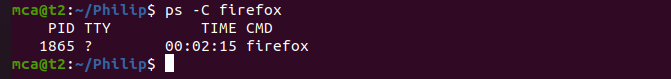 mca@t2:~/Philip$ ps -C firefox
    PID TTY          TIME CMD
   1865 ?        00:02:15 firefox
mca@t2:~/Philip$